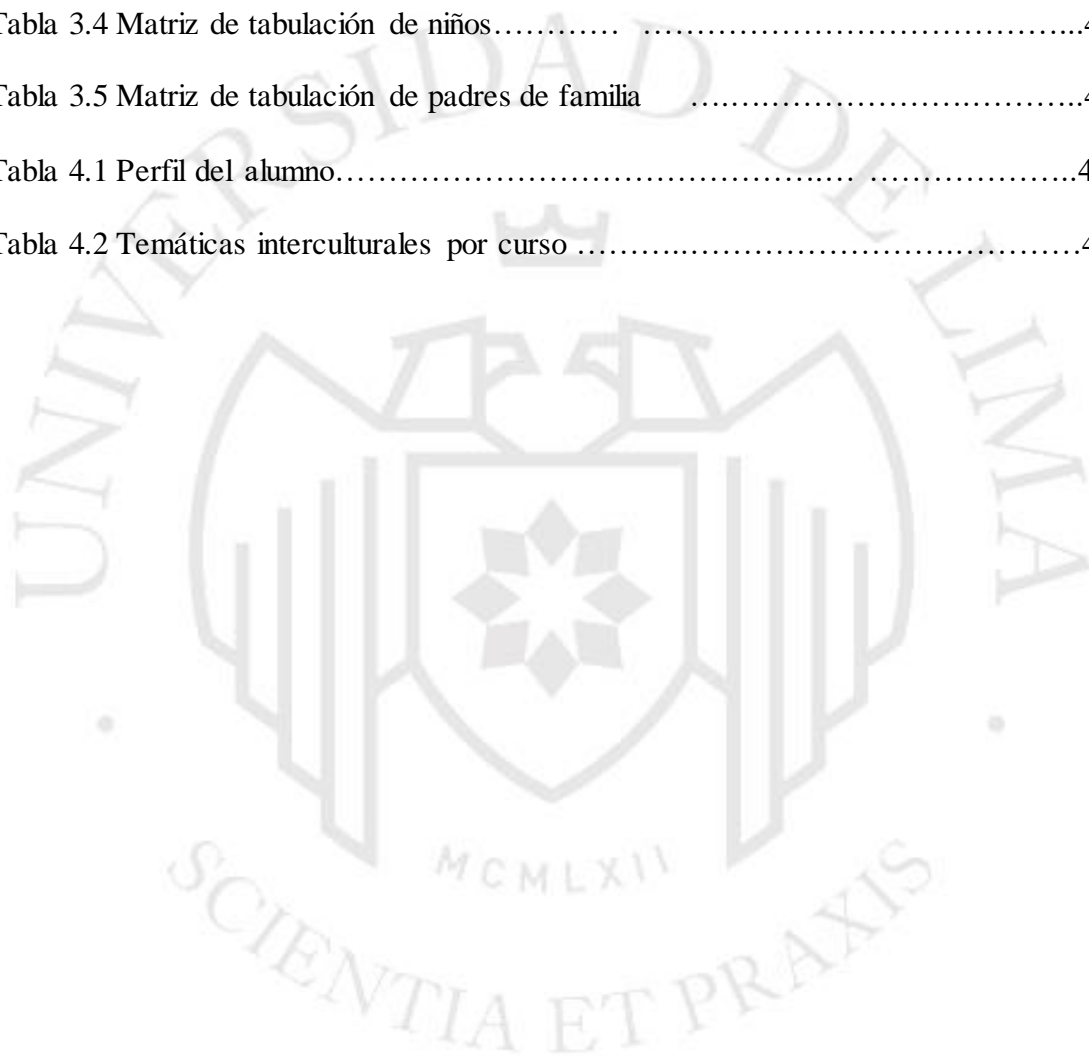 Tabla 3.4 Matriz de tabulación de niños………… …………………………………...4
Tabla 3.5 Matriz de tabulación de padres de familia ….…………………….………..4
Tabla 4.1 Perfil del alumno……………………………………….… ……………….4
Tabla 4.2 Temáticas interculturales por curso ………..…………………….…………4
UNIVERSIDAD DE LIMA
MCMLXII
SCIENTIA ET PRAXIS